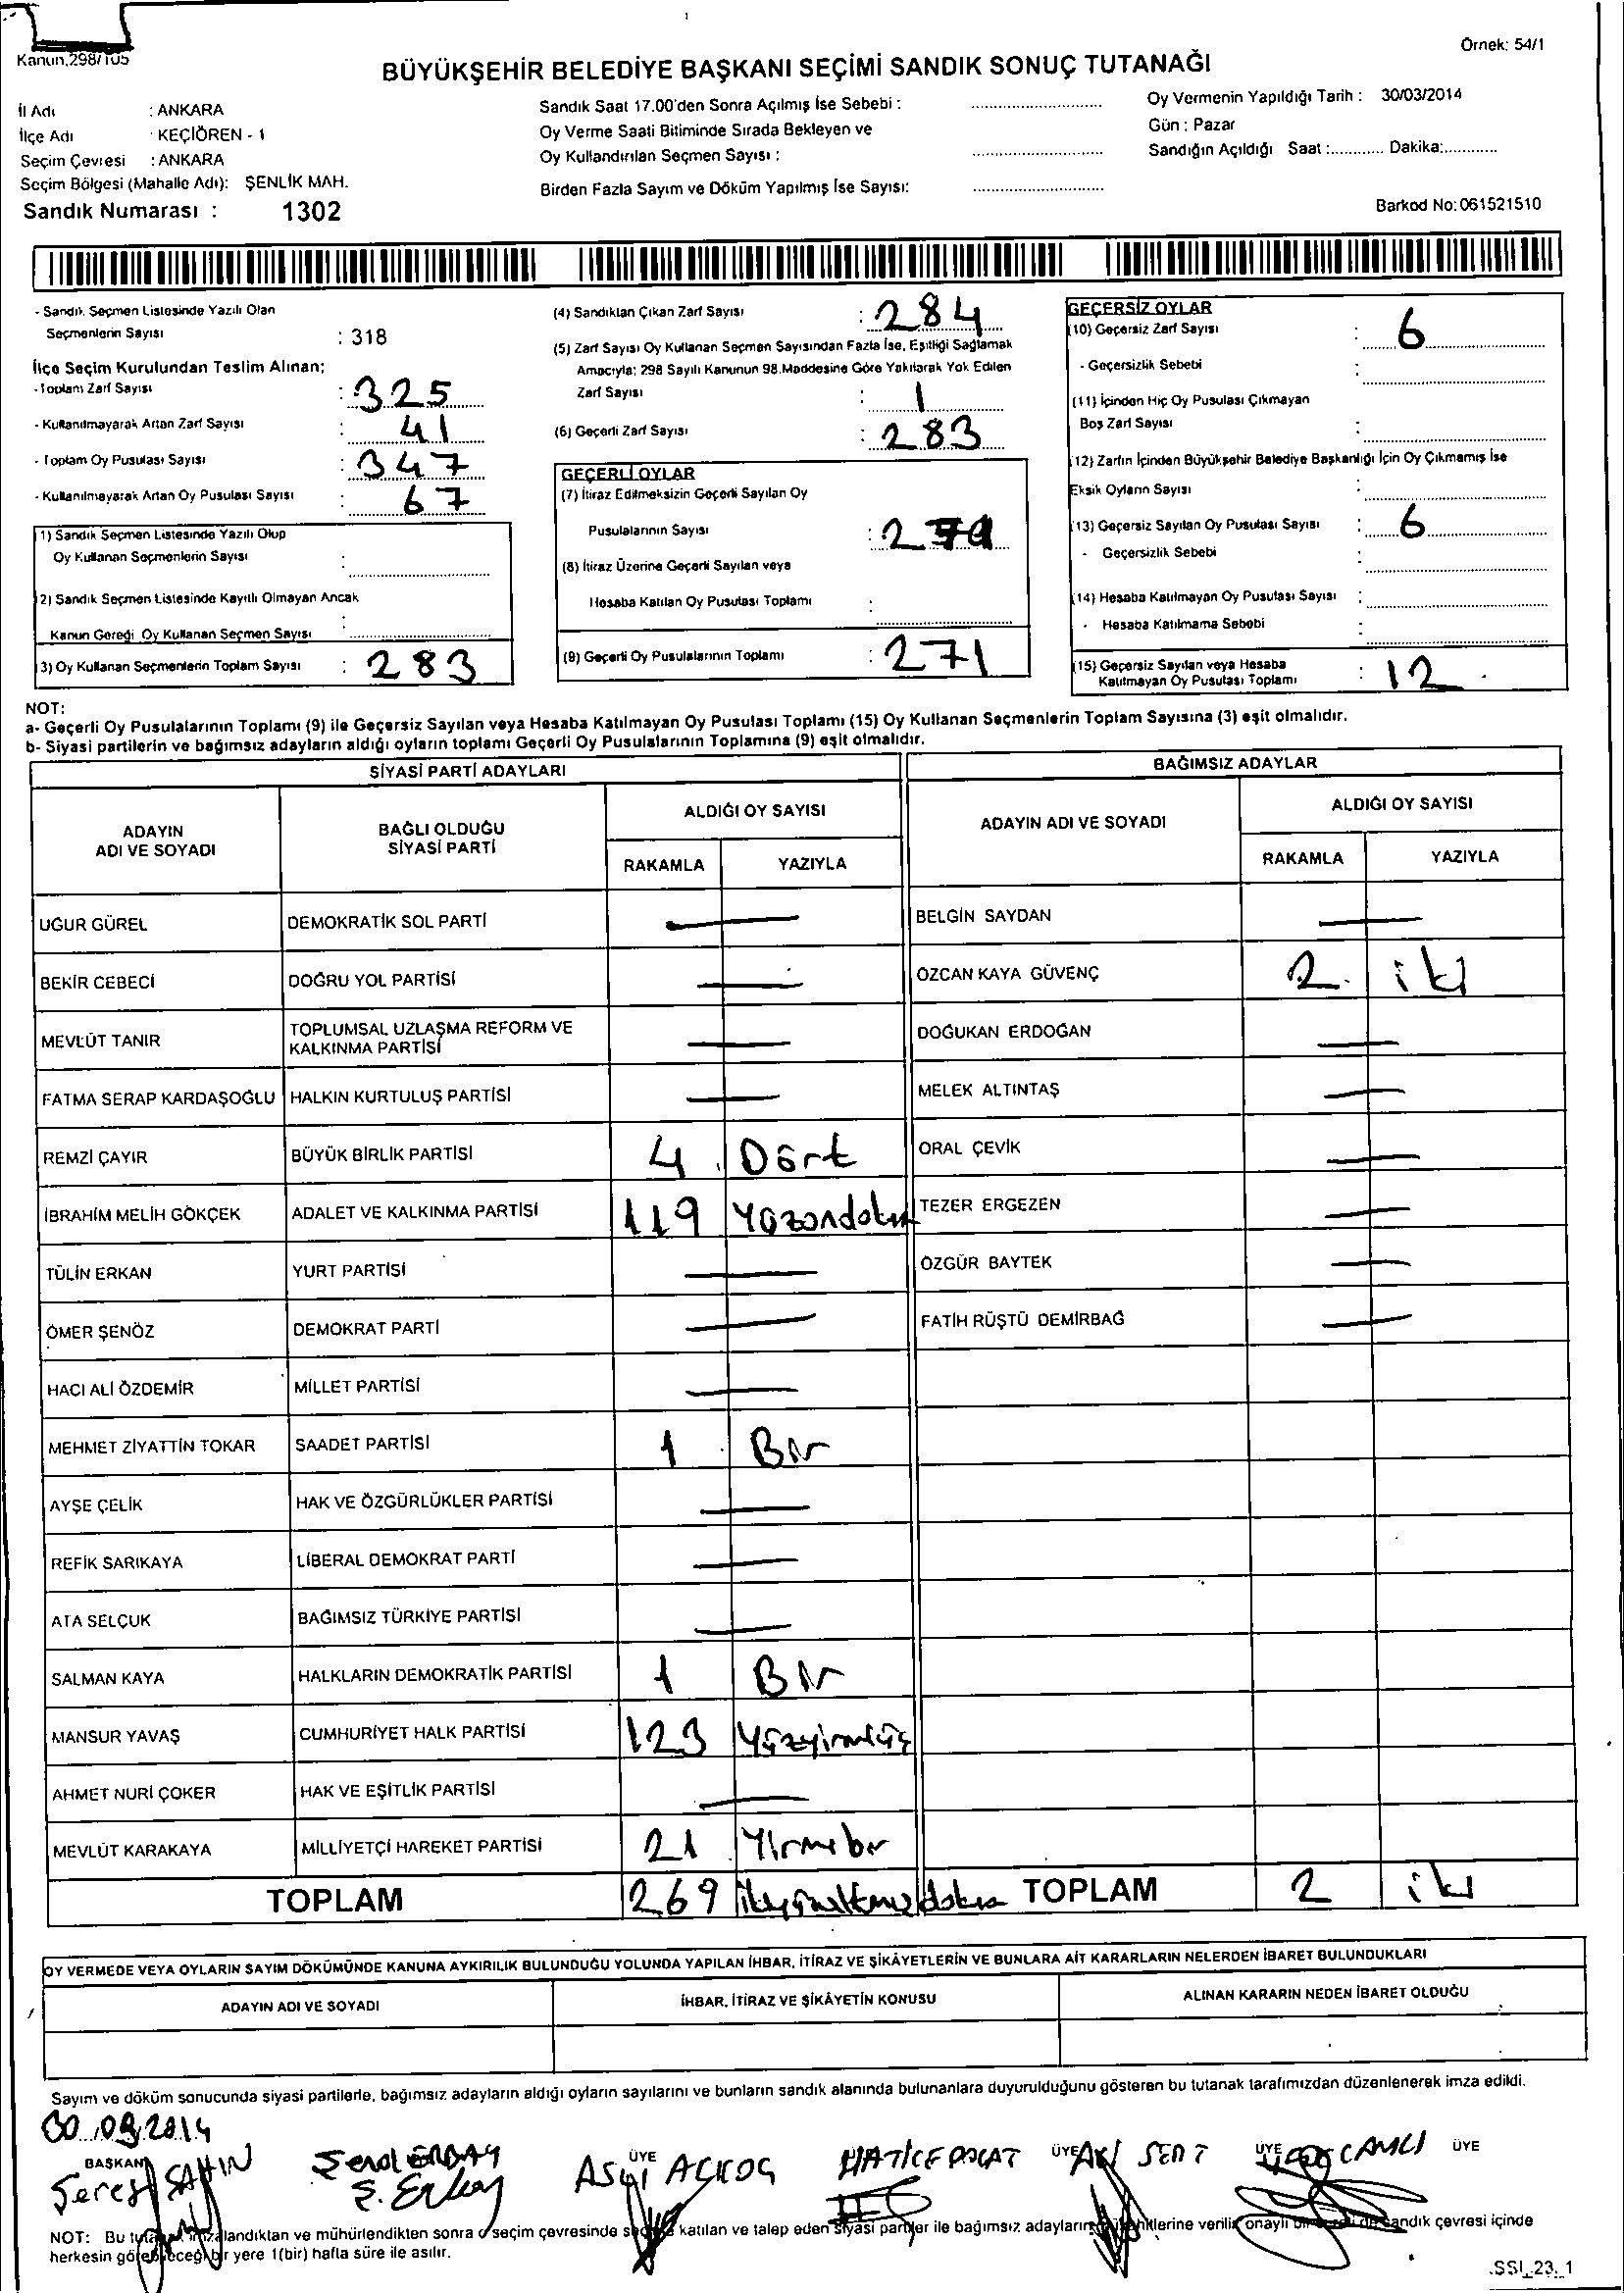 Kanun,298/105
Örnek: 54/1
BÜYÜKŞEHİR BELEDİYE BAŞKANI SEÇİMİ SANDIK SONUÇ TUTANAĞI
İl Adı : ANKARA
İlçe Adı : KEÇİÖREN - 1
Seçim Çevresi : ANKARA
Seçim Bölgesi (Mahalle Adı): ŞENLİK MAH.
Sandık Numarası : 1302
Sandık Saat 17.00'den Sonra Açılmış İse Sebebi :
Oy Verme Saati Bitiminde Sırada Bekleyen ve
Oy Kullandırılan Seçmen Sayısı :
Birden Fazla Sayım ve Döküm Yapılmış İse Sayısı:
Oy Vermenin Yapıldığı Tarih : 30/03/2014
Gün : Pazar
Sandığın Açıldığı Saat :............ Dakika:............
Barkod No:061521510
- Sandık Seçmen Listesinde Yazılı Olan
Seçmenlerin Sayısı : 318
İlçe Seçim Kurulundan Teslim Alınan;
- Toplam Zarf Sayısı : 325
- Kullanılmayarak Artan Zarf Sayısı : 41
- Toplam Oy Pusulası Sayısı : 347
- Kullanılmayarak Artan Oy Pusulası Sayısı : 67
1) Sandık Seçmen Listesinde Yazılı Olup
Oy Kullanan Seçmenlerin Sayısı :
2) Sandık Seçmen Listesinde Kayıtlı Olmayan Ancak
Kanun Gereği Oy Kullanan Seçmen Sayısı :
3) Oy Kullanan Seçmenlerin Toplam Sayısı : 283
(4) Sandıktan Çıkan Zarf Sayısı : 284
(5) Zarf Sayısı Oy Kullanan Seçmen Sayısından Fazla İse, Eşitliği Sağlamak
Amacıyla; 298 Sayılı Kanunun 98.Maddesine Göre Yakılarak Yok Edilen
Zarf Sayısı : 1
(6) Geçerli Zarf Sayısı : 283
GEÇERLİ OYLAR
(7) İtiraz Edilmeksizin Geçerli Sayılan Oy
Pusulalarının Sayısı :
(8) İtiraz Üzerine Geçerli Sayılan veya
Hesaba Katılan Oy Pusulası Toplamı :
(9) Geçerli Oy Pusulalarının Toplamı : 271
GEÇERSİZ OYLAR
(10) Geçersiz Zarf Sayısı : 6
- Geçersizlik Sebebi :
(11) İçinden Hiç Oy Pusulası Çıkmayan
Boş Zarf Sayısı :
(12) Zarfın İçinden Büyükşehir Belediye Başkanlığı İçin Oy Çıkmamış İse
Eksik Oyların Sayısı :
(13) Geçersiz Sayılan Oy Pusulası Sayısı : 6
- Geçersizlik Sebebi :
(14) Hesaba Katılmayan Oy Pusulası Sayısı :
- Hesaba Katılmama Sebebi :
(15) Geçersiz Sayılan veya Hesaba
Katılmayan Oy Pusulası Toplamı : 12
NOT:
a- Geçerli Oy Pusulalarının Toplamı (9) ile Geçersiz Sayılan veya Hesaba Katılmayan Oy Pusulası Toplamı (15) Oy Kullanan Seçmenlerin Toplam Sayısına (3) eşit olmalıdır.
b- Siyasi partilerin ve bağımsız adayların aldığı oyların toplamı Geçerli Oy Pusulalarının Toplamına (9) eşit olmalıdır.
SİYASİ PARTİ ADAYLARI
ADAYIN ADI VE SOYADI
BAĞLI OLDUĞU SİYASİ PARTİ
ALDIĞI OY SAYISI
RAKAMLA YAZIYLA
UĞUR GÜREL DEMOKRATİK SOL PARTİ —
BEKİR CEBECİ DOĞRU YOL PARTİSİ —
MEVLÜT TANIR TOPLUMSAL UZLAŞMA REFORM VE KALKINMA PARTİSİ —
FATMA SERAP KARDAŞOĞLU HALKIN KURTULUŞ PARTİSİ —
REMZİ ÇAYIR BÜYÜK BİRLİK PARTİSİ 4 Dört
İBRAHİM MELİH GÖKÇEK ADALET VE KALKINMA PARTİSİ 119 Yüzondokuz
TÜLİN ERKAN YURT PARTİSİ —
ÖMER ŞENÖZ DEMOKRAT PARTİ —
HACI ALİ ÖZDEMİR MİLLET PARTİSİ —
MEHMET ZİYATTİN TOKAR SAADET PARTİSİ 1 Bir
AYŞE ÇELİK HAK VE ÖZGÜRLÜKLER PARTİSİ —
REFİK SARIKAYA LİBERAL DEMOKRAT PARTİ —
ATA SELÇUK BAĞIMSIZ TÜRKİYE PARTİSİ —
SALMAN KAYA HALKLARIN DEMOKRATİK PARTİSİ 1 Bir
MANSUR YAVAŞ CUMHURİYET HALK PARTİSİ 123 Yüzyirmiüç
AHMET NURİ ÇOKER HAK VE EŞİTLİK PARTİSİ —
MEVLÜT KARAKAYA MİLLİYETÇİ HAREKET PARTİSİ 21 Yirmibir
TOPLAM 269 ikiyüzaltmışdokuz
BAĞIMSIZ ADAYLAR
ADAYIN ADI VE SOYADI
ALDIĞI OY SAYISI
RAKAMLA YAZIYLA
BELGİN SAYDAN —
ÖZCAN KAYA GÜVENÇ 2 iki
DOĞUKAN ERDOĞAN —
MELEK ALTINTAŞ —
ORAL ÇEVİK —
TEZER ERGEZEN —
ÖZGÜR BAYTEK —
FATİH RÜŞTÜ DEMİRBAĞ —
TOPLAM 2 iki
OY VERMEDE VEYA OYLARIN SAYIM DÖKÜMÜNDE KANUNA AYKIRILIK BULUNDUĞU YOLUNDA YAPILAN İHBAR, İTİRAZ VE ŞİKÂYETLERİN VE BUNLARA AİT KARARLARIN NELERDEN İBARET BULUNDUKLARI
ADAYIN ADI VE SOYADI İHBAR, İTİRAZ VE ŞİKÂYETİN KONUSU ALINAN KARARIN NEDEN İBARET OLDUĞU
Sayım ve döküm sonucunda siyasi partilerle, bağımsız adayların aldığı oyların sayılarını ve bunların sandık alanında bulunanlara duyurulduğunu gösteren bu tutanak tarafımızdan düzenlenerek imza edildi.
BAŞKAN ÜYE ÜYE ÜYE ÜYE
ŞAHİN
HATİCE POLAT
SERT
NOT: Bu tutanak imzalandıktan ve mühürlendikten sonra o seçim çevresinde seçime katılan ve talep eden siyasi partiler ile bağımsız adayların müşahitlerine verilir onaylı bir sandık çevresi içinde
herkesin görebileceği bir yere 1(bir) hafta süre ile asılır.
.SSI_23._1